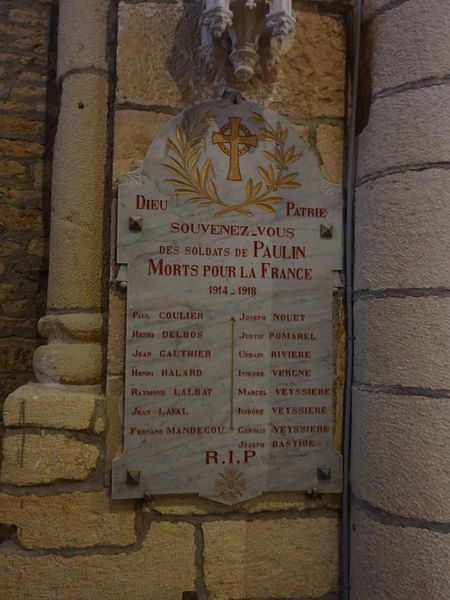 Dieu Patrie
SOUVENEZ-VOUS
DES SOLDATS DE PAULIN
MORTS POUR LA FRANCE
1914-1918
PAUL COULIER
HENRI DELBOS
JEAN GAUTHIER
HENRI HALARD
RAYMOND LALBAT
JEAN LAVAL
FERNAND MANDEGOU
JOSEPH NOUET
JUSTIN POMAREL
URBAIN RIVIERE
ISIDORE VERGNE
MARCEL VEYSSIERE
ISIDORE VEYSSIERE
GERVAIS VEYSSIERE
JOSEPH BASTIDE
R.I.P